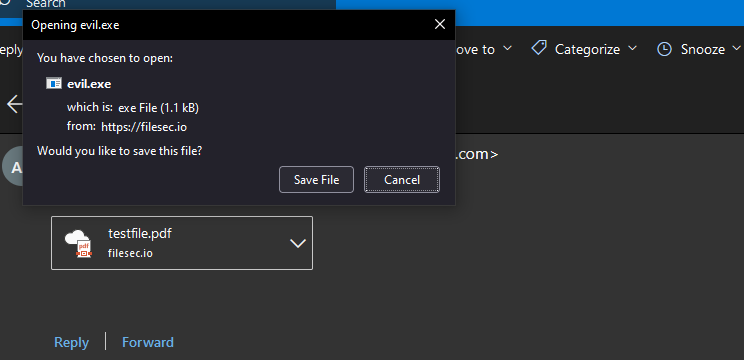 Search
Opening evil.exe
eply
ove to
Categorize
Snooze
You have chosen to open:
evil.exe
which is: exe File (1.1 kB)
from: https://filesec.io
Would you like to save this file?
A
.com>
Save File
Cancel
testfile.pdf
pdf
filesec.io
Reply
Forward